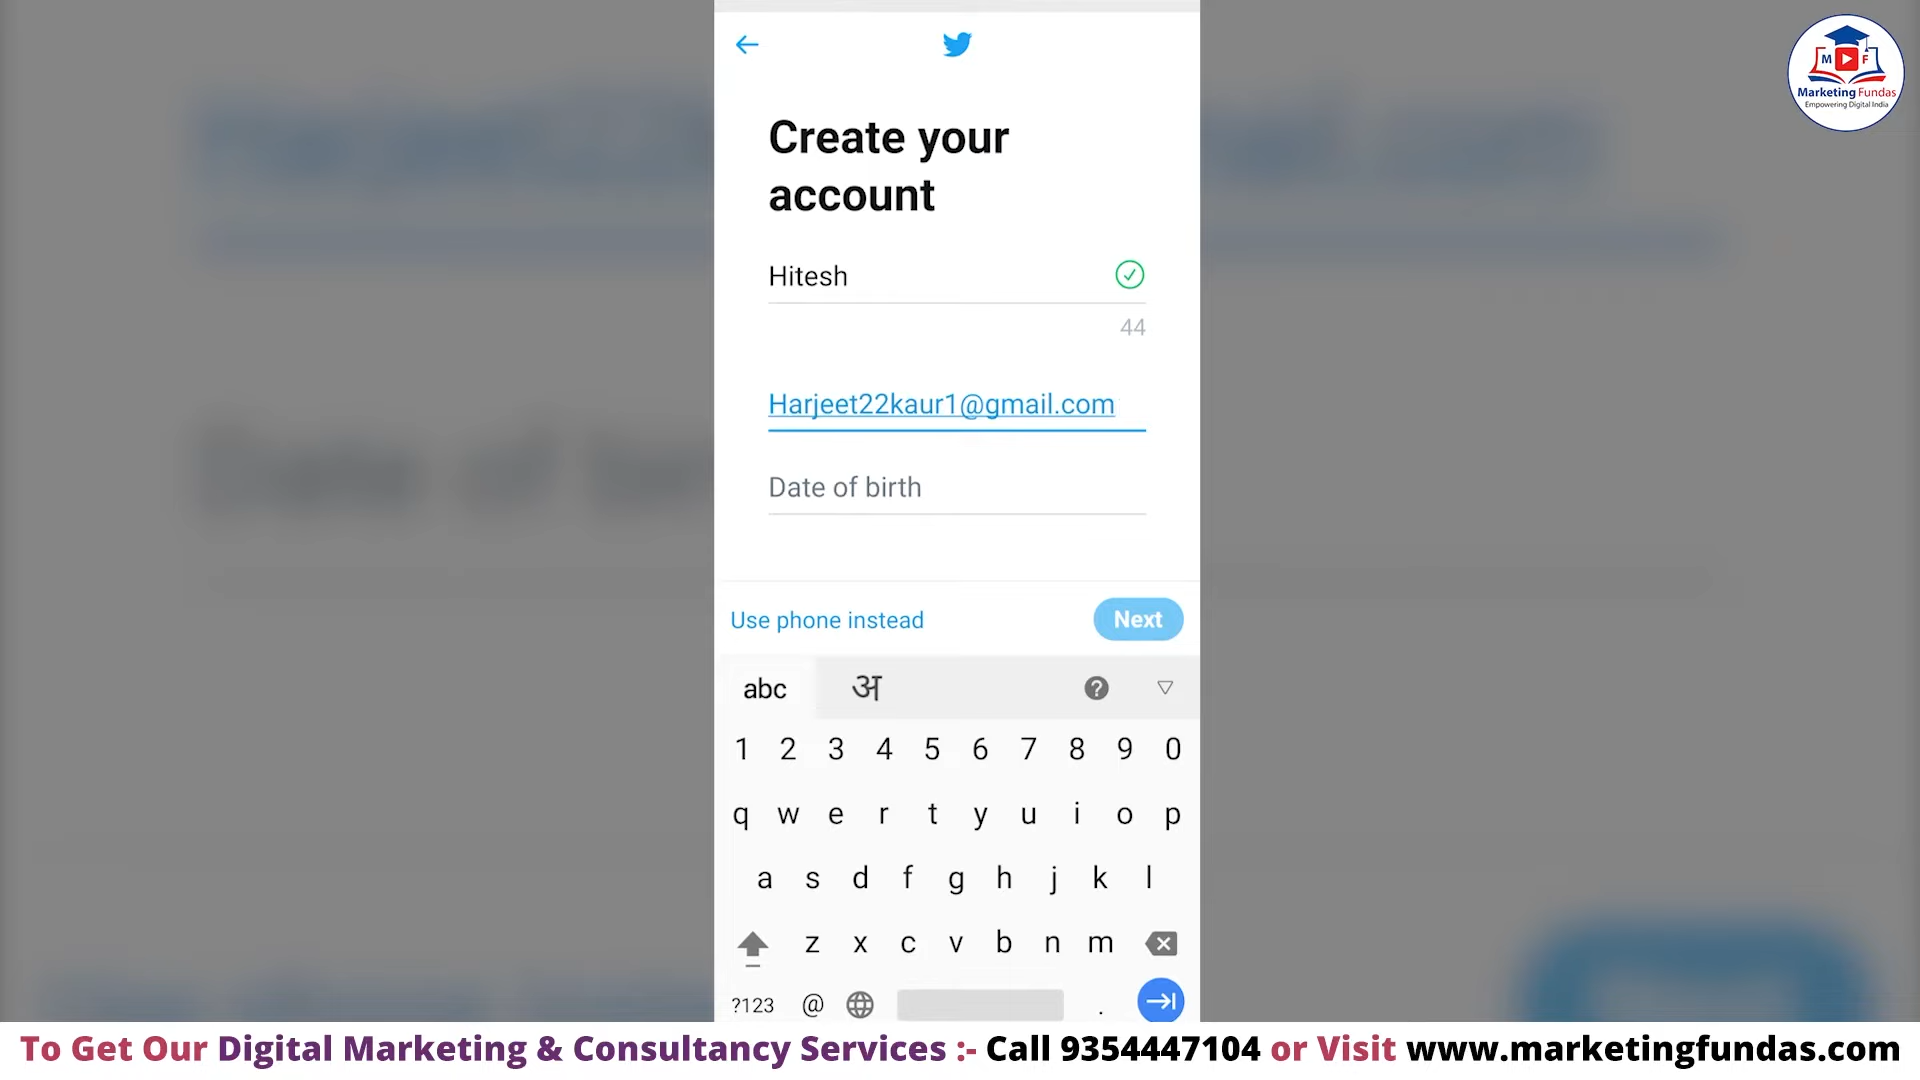 M F
Marketing Fundas
Empowering Digital India
Create your
account
Hitesh
44
Harjeet22kaur1@gmail.com
Date of birth
Use phone instead
Next
abc अ ?
1 2 3 4 5 6 7 8 9 0
q w e r t y u i o p
a s d f g h j k l
z x c v b n m
?123 @ .
To Get Our Digital Marketing & Consultancy Services :- Call 9354447104 or Visit www.marketingfundas.com